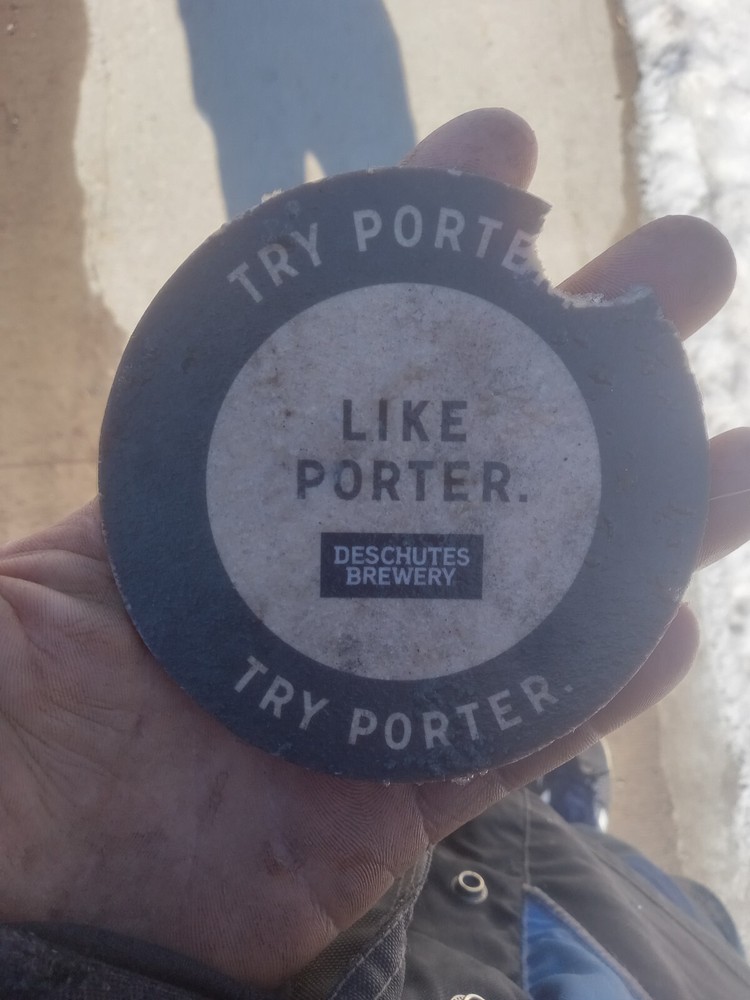 TRY PORTE
LIKE
PORTER.
DESCHUTES
BREWERY
TRY PORTER.